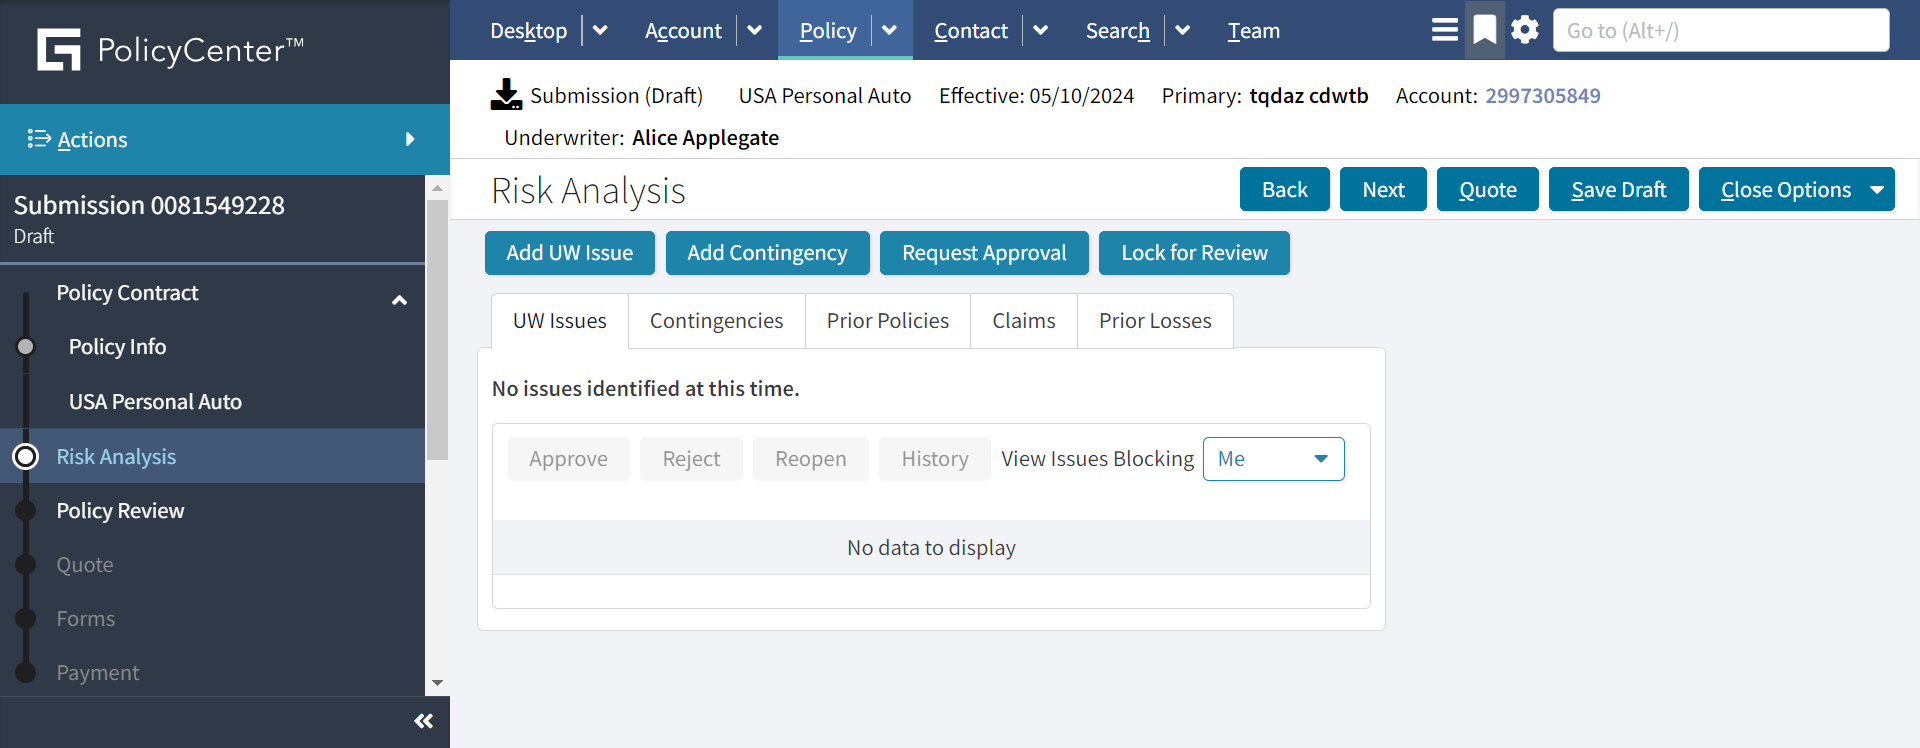 PolicyCenter™
Desktop Account Policy Contact Search Team Go to (Alt+/)
Actions
Submission 0081549228
Draft
Policy Contract
Policy Info
USA Personal Auto
Risk Analysis
Policy Review
Quote
Forms
Payment
Submission (Draft) USA Personal Auto Effective: 05/10/2024 Primary: tqdaz cdwtb Account: 2997305849
Underwriter: Alice Applegate
Risk Analysis Back Next Quote Save Draft Close Options
Add UW Issue Add Contingency Request Approval Lock for Review
UW Issues Contingencies Prior Policies Claims Prior Losses
No issues identified at this time.
Approve Reject Reopen History View Issues Blocking Me
No data to display